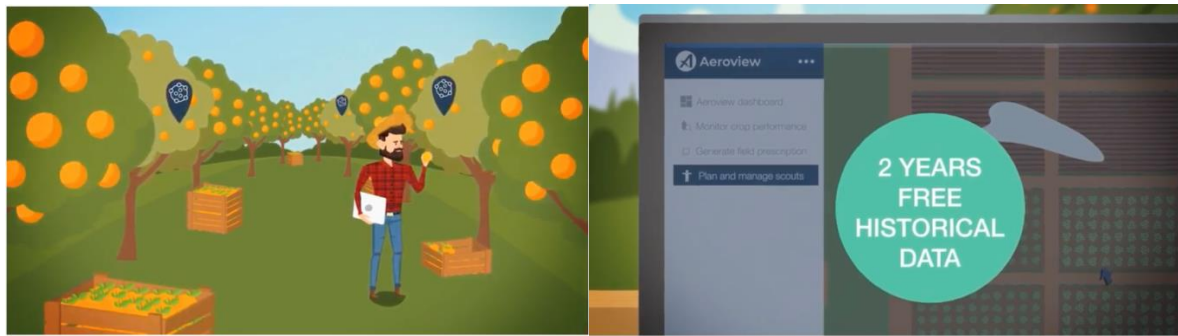 Aeroview
Aeroview dashboard
Monitor crop performance
Generate field prescription
Plan and manage scouts
2 YEARS
FREE
HISTORICAL
DATA